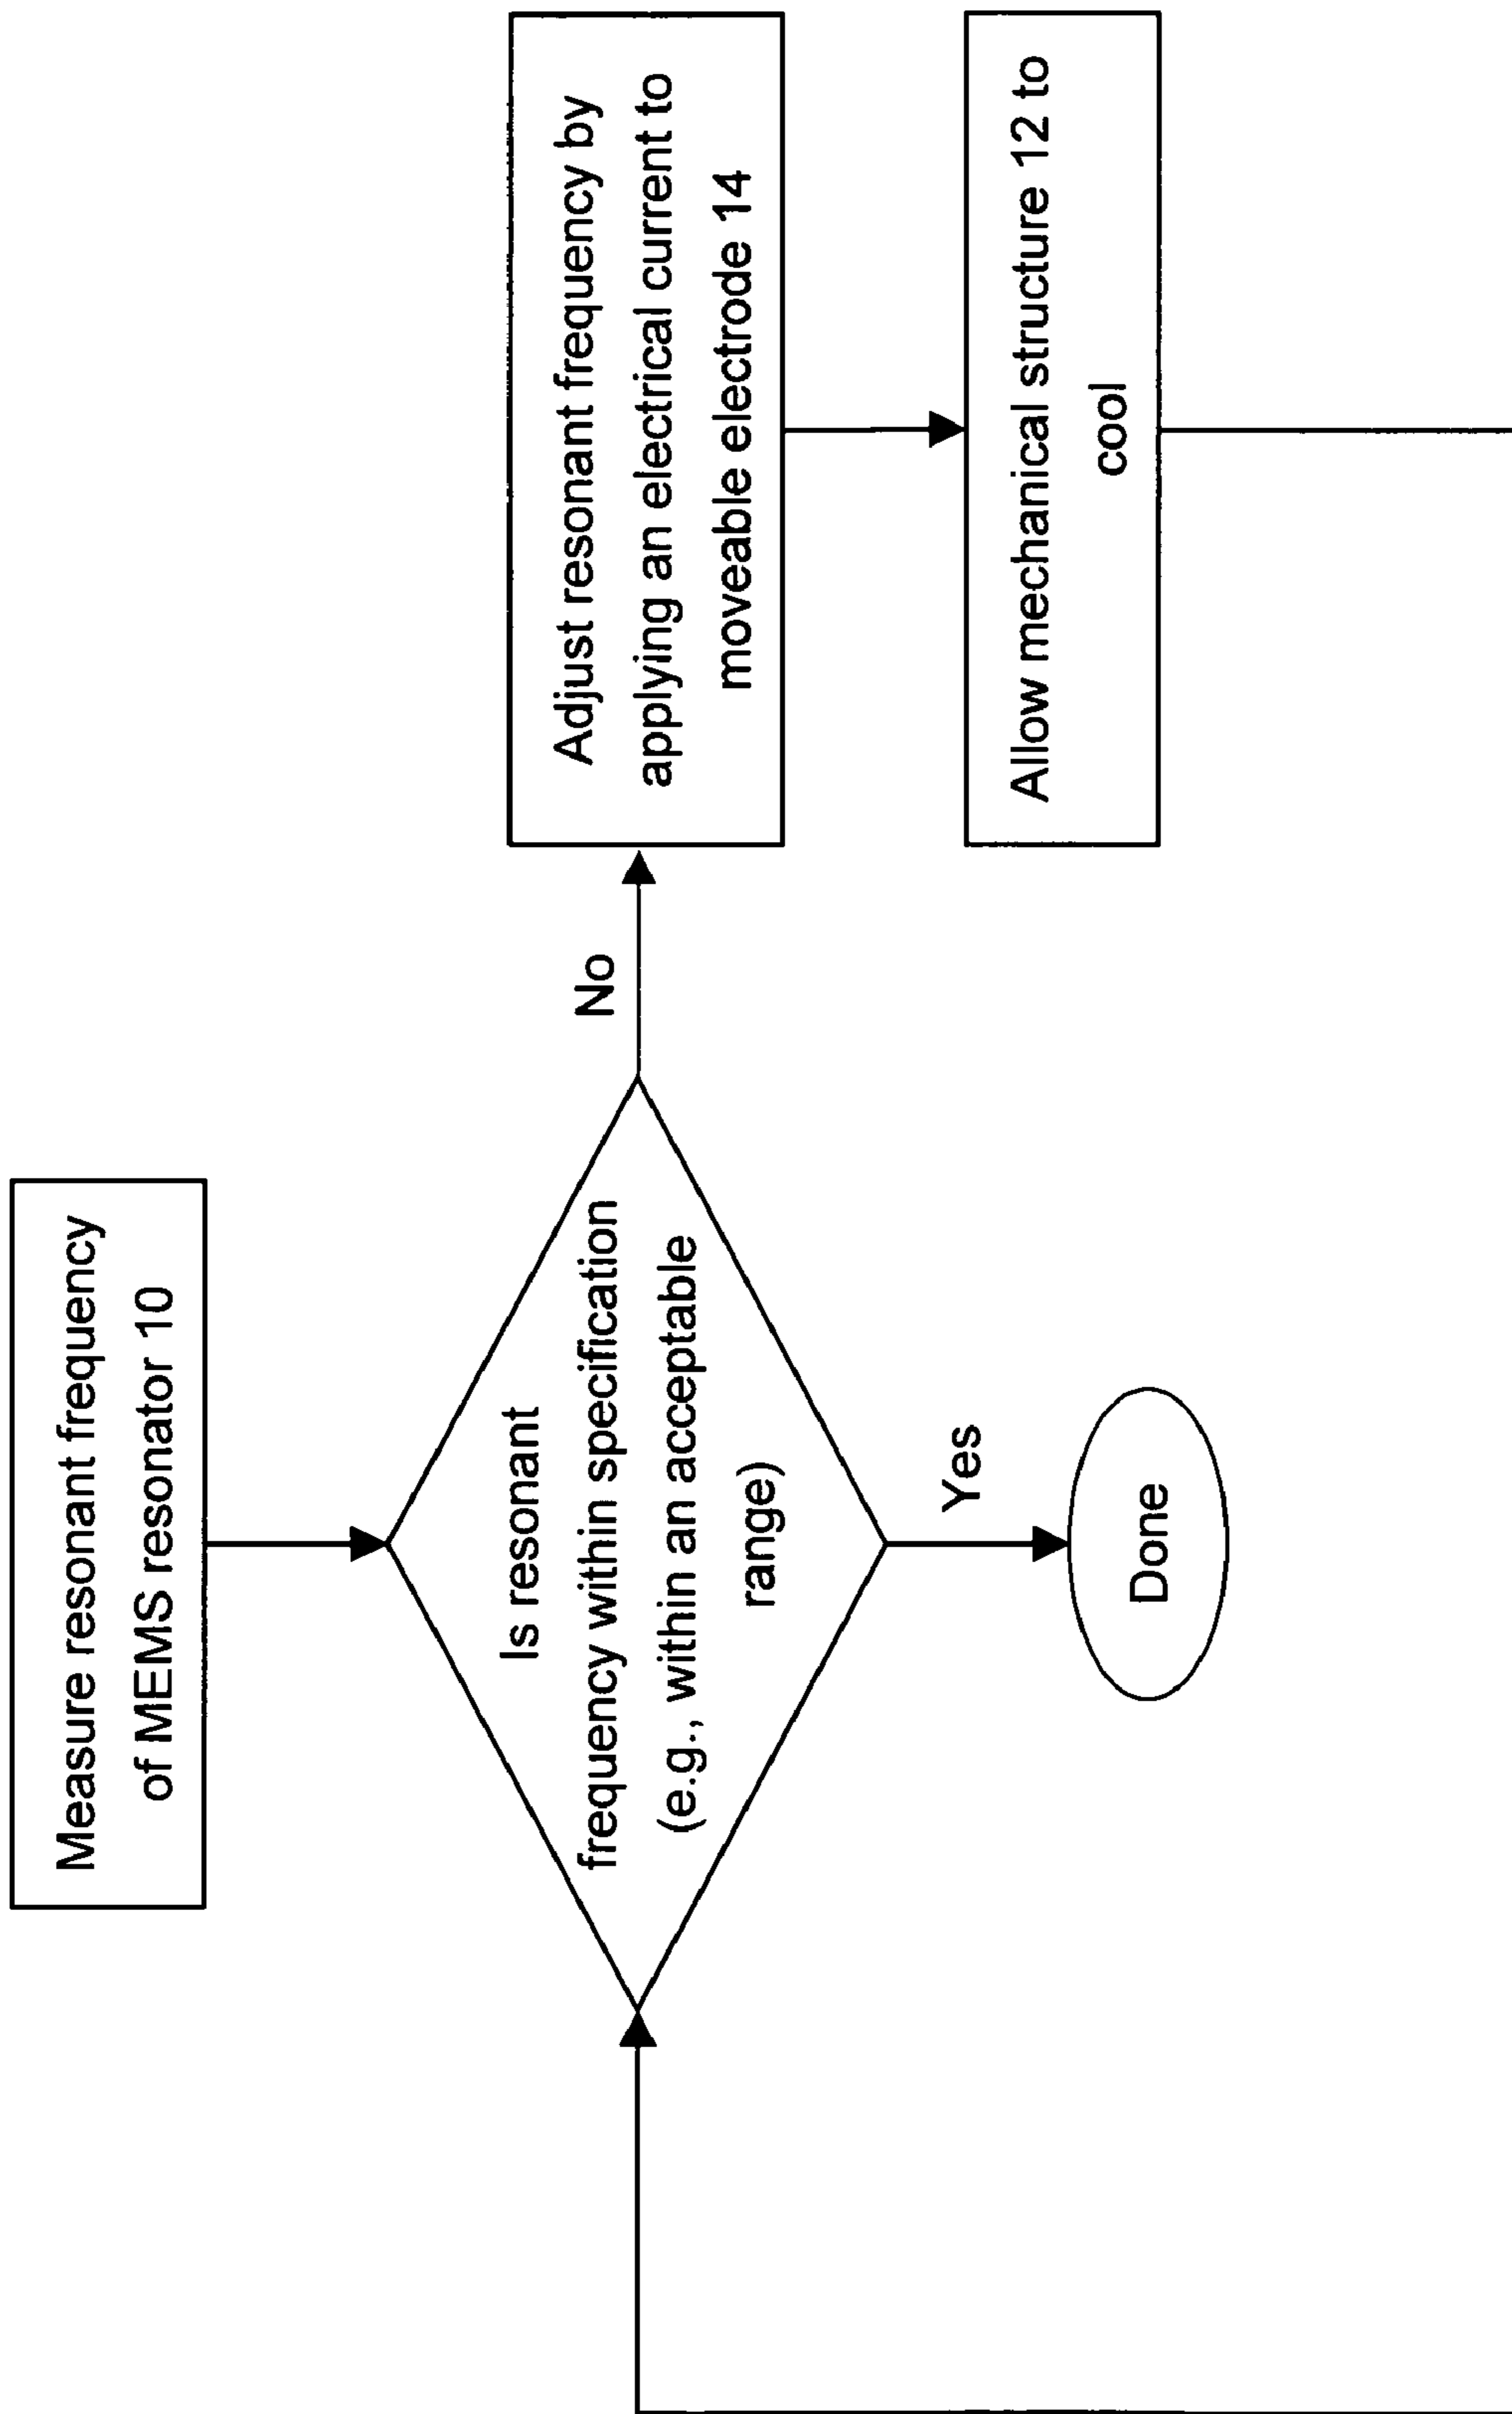 Measure resonant frequency
of MEMS resonator 10
Is resonant
frequency within specification
(e.g., within an acceptable
range)
No
Adjust resonant frequency by
applying an electrical current to
moveable electrode 14
Allow mechanical structure 12 to
cool
Yes
Done